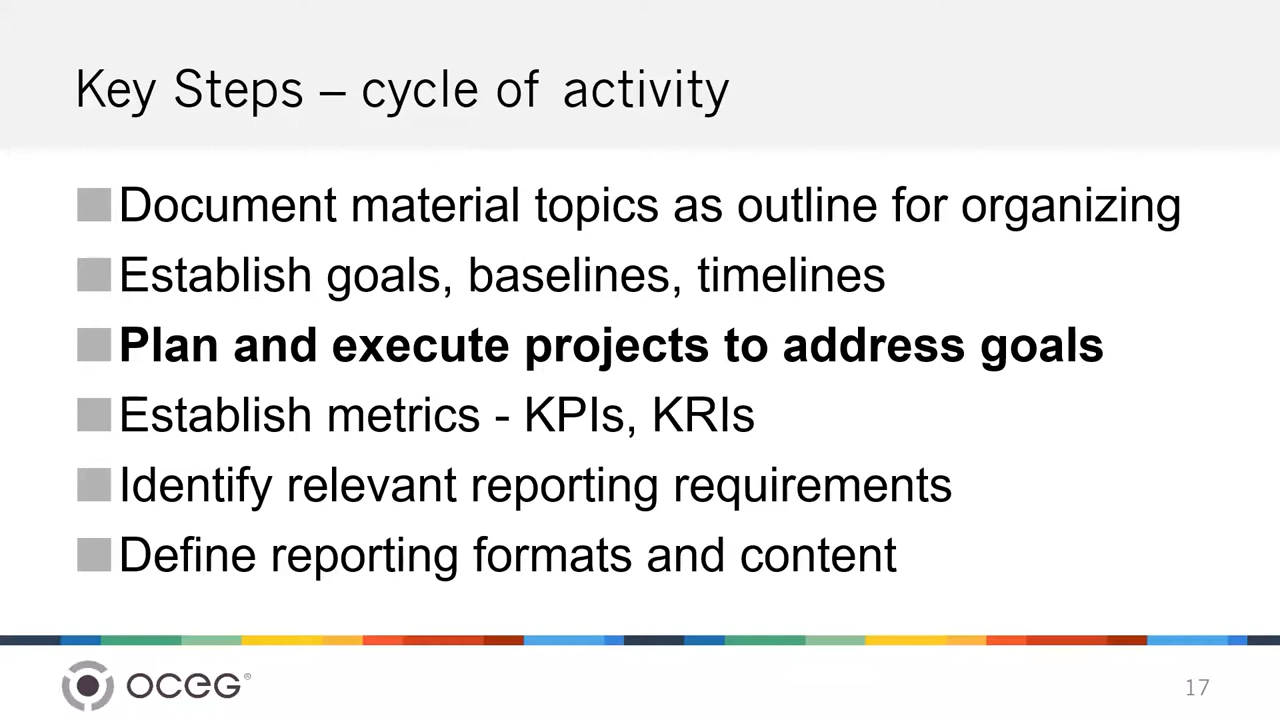 Key Steps – cycle of activity
Document material topics as outline for organizing
Establish goals, baselines, timelines
Plan and execute projects to address goals
Establish metrics - KPIs, KRIs
Identify relevant reporting requirements
Define reporting formats and content
OCEG®
17